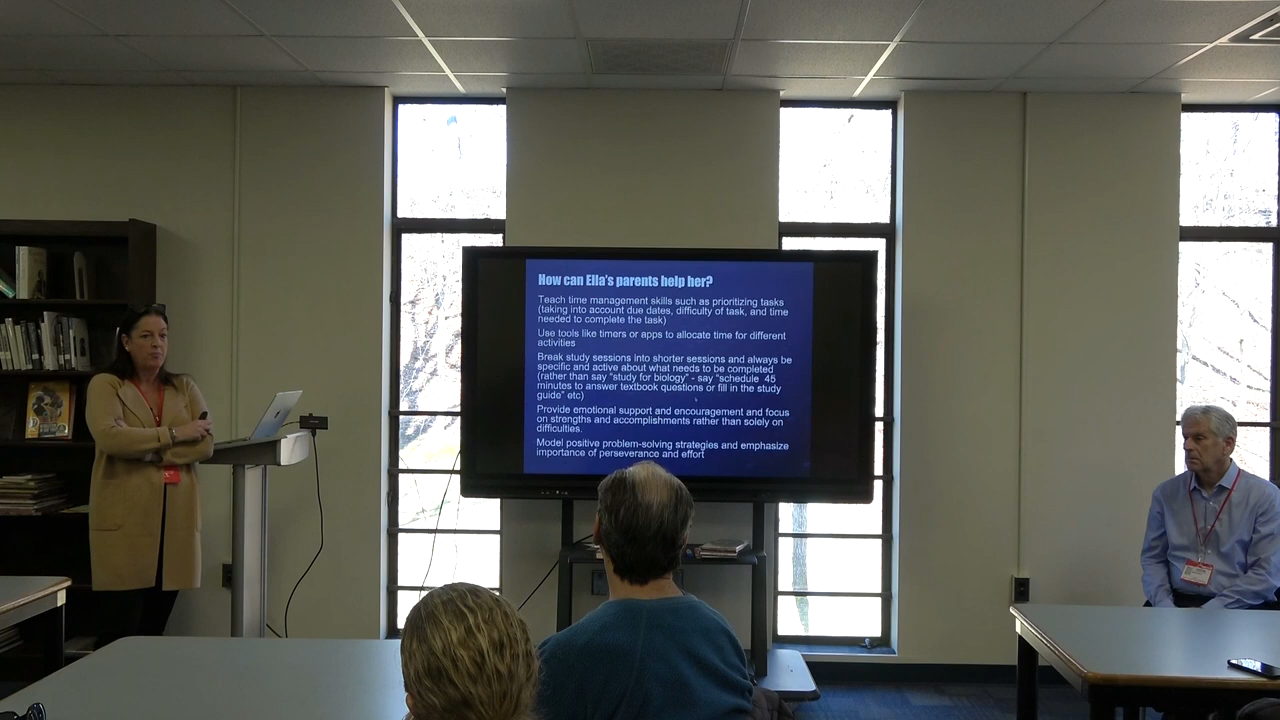 How can Ella's parents help her?
Teach time management skills such as prioritizing tasks
(taking into account due dates, difficulty of task, and time
needed to complete the task)
Use tools like timers or apps to allocate time for different
activities
Break study sessions into shorter sessions and always be
specific and active about what needs to be completed
(rather than say "study for biology" - say "schedule 45
minutes to answer textbook questions or fill in the study
guide" etc)
Provide emotional support and encouragement and focus
on strengths and accomplishments rather than solely on
difficulties.
Model positive problem-solving strategies and emphasize
importance of perseverance and effort